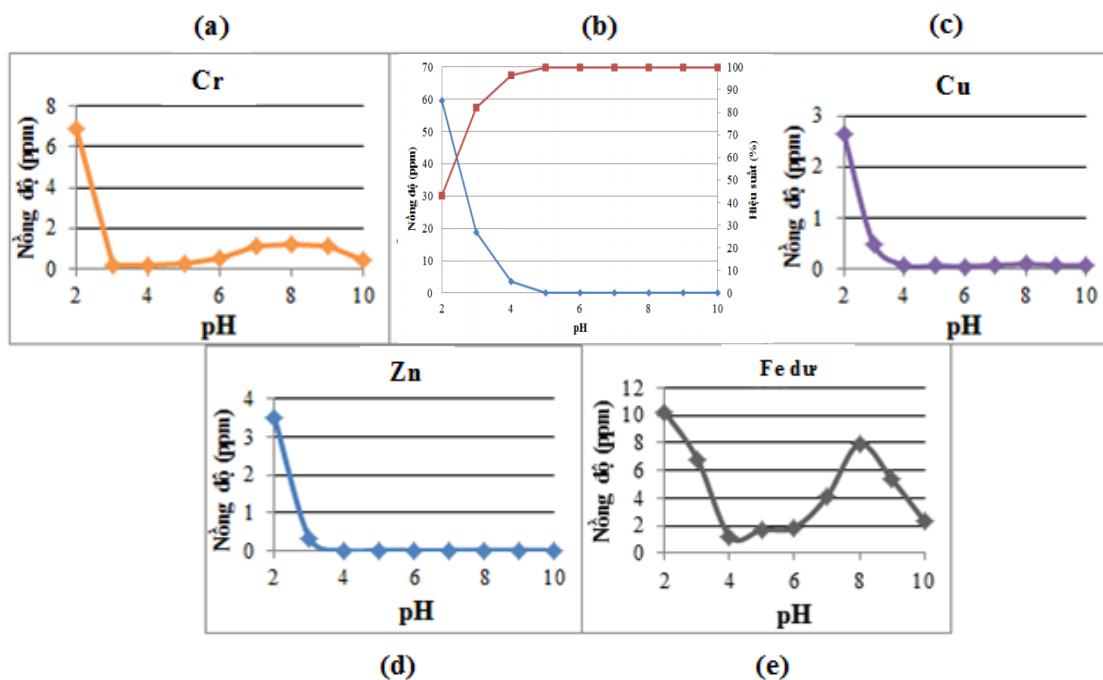 (a)
(b)
(c)
Cr
Nồng độ (ppm)
8
6
4
2
0
2 4 6 8 10
pH
Nồng độ (ppm)
70
60
50
40
30
20
10
0
100
90
80
70
60
50
40
30
20
10
0
Hiệu suất (%)
2 3 4 5 6 7 8 9 10
pH
Cu
Nồng độ (ppm)
3
2
1
0
2 4 6 8 10
pH
Zn
Nồng độ (ppm)
4
3
2
1
0
2 4 6 8 10
pH
Fe dư
Nồng độ (ppm)
12
10
8
6
4
2
0
2 4 6 8 10
pH
(d)
(e)